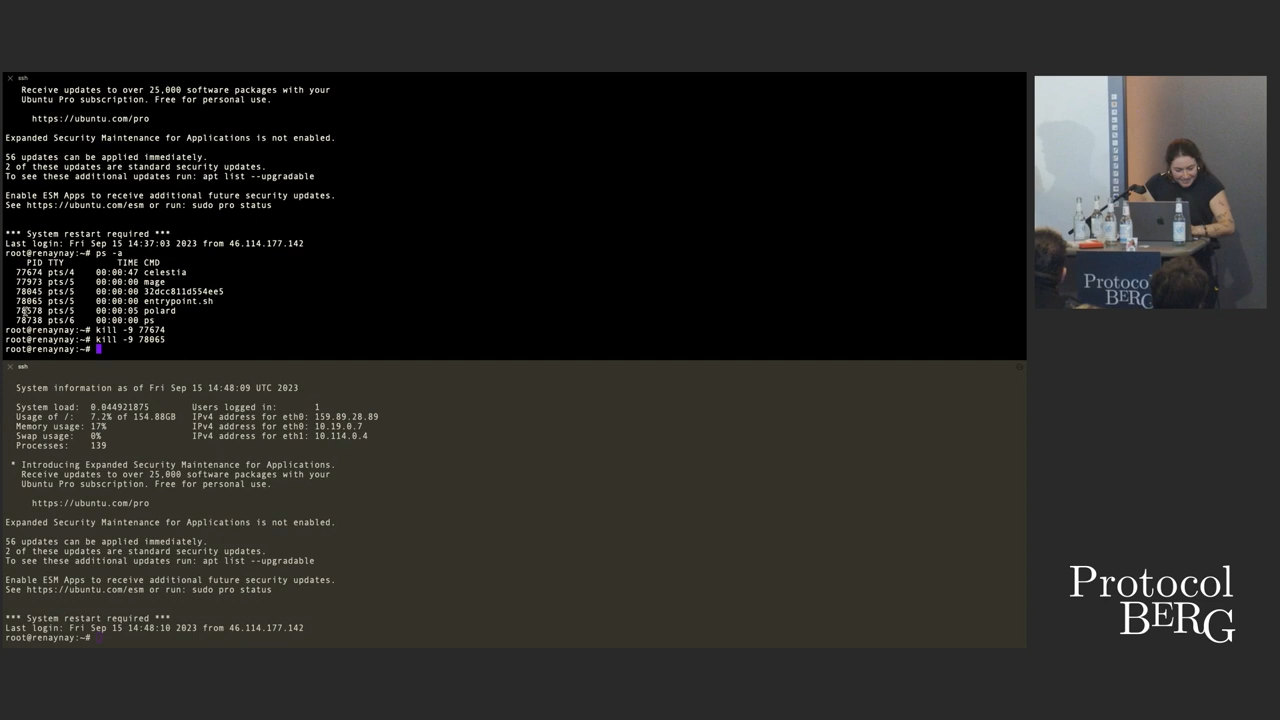 ssh
Receive updates to over 25,000 software packages with your
Ubuntu Pro subscription. Free for personal use.
https://ubuntu.com/pro
Expanded Security Maintenance for Applications is not enabled.
56 updates can be applied immediately.
2 of these updates are standard security updates.
To see these additional updates run: apt list --upgradable
Enable ESM Apps to receive additional future security updates.
See https://ubuntu.com/esm or run: sudo pro status
*** System restart required ***
Last login: Fri Sep 15 14:37:03 2023 from 46.114.177.142
root@renaynay:~# ps -a
PID TTY TIME CMD
77674 pts/4 00:00:47 celestia
77973 pts/5 00:00:00 mage
78045 pts/5 00:00:00 32dcc811d554ee5
78065 pts/5 00:00:00 entrypoint.sh
78578 pts/5 00:00:05 polard
78738 pts/6 00:00:00 ps
root@renaynay:~# kill -9 77674
root@renaynay:~# kill -9 78065
root@renaynay:~#
ssh
System information as of Fri Sep 15 14:48:09 UTC 2023
System load: 0.044921875 Users logged in: 1
Usage of /: 7.2% of 154.88GB IPv4 address for eth0: 159.89.28.89
Memory usage: 17% IPv4 address for eth0: 10.19.0.7
Swap usage: 0% IPv4 address for eth1: 10.114.0.4
Processes: 139
* Introducing Expanded Security Maintenance for Applications.
Receive updates to over 25,000 software packages with your
Ubuntu Pro subscription. Free for personal use.
https://ubuntu.com/pro
Expanded Security Maintenance for Applications is not enabled.
56 updates can be applied immediately.
2 of these updates are standard security updates.
To see these additional updates run: apt list --upgradable
Enable ESM Apps to receive additional future security updates.
See https://ubuntu.com/esm or run: sudo pro status
*** System restart required ***
Last login: Fri Sep 15 14:48:10 2023 from 46.114.177.142
root@renaynay:~#
Protocol
BERG
Protocol
BERG